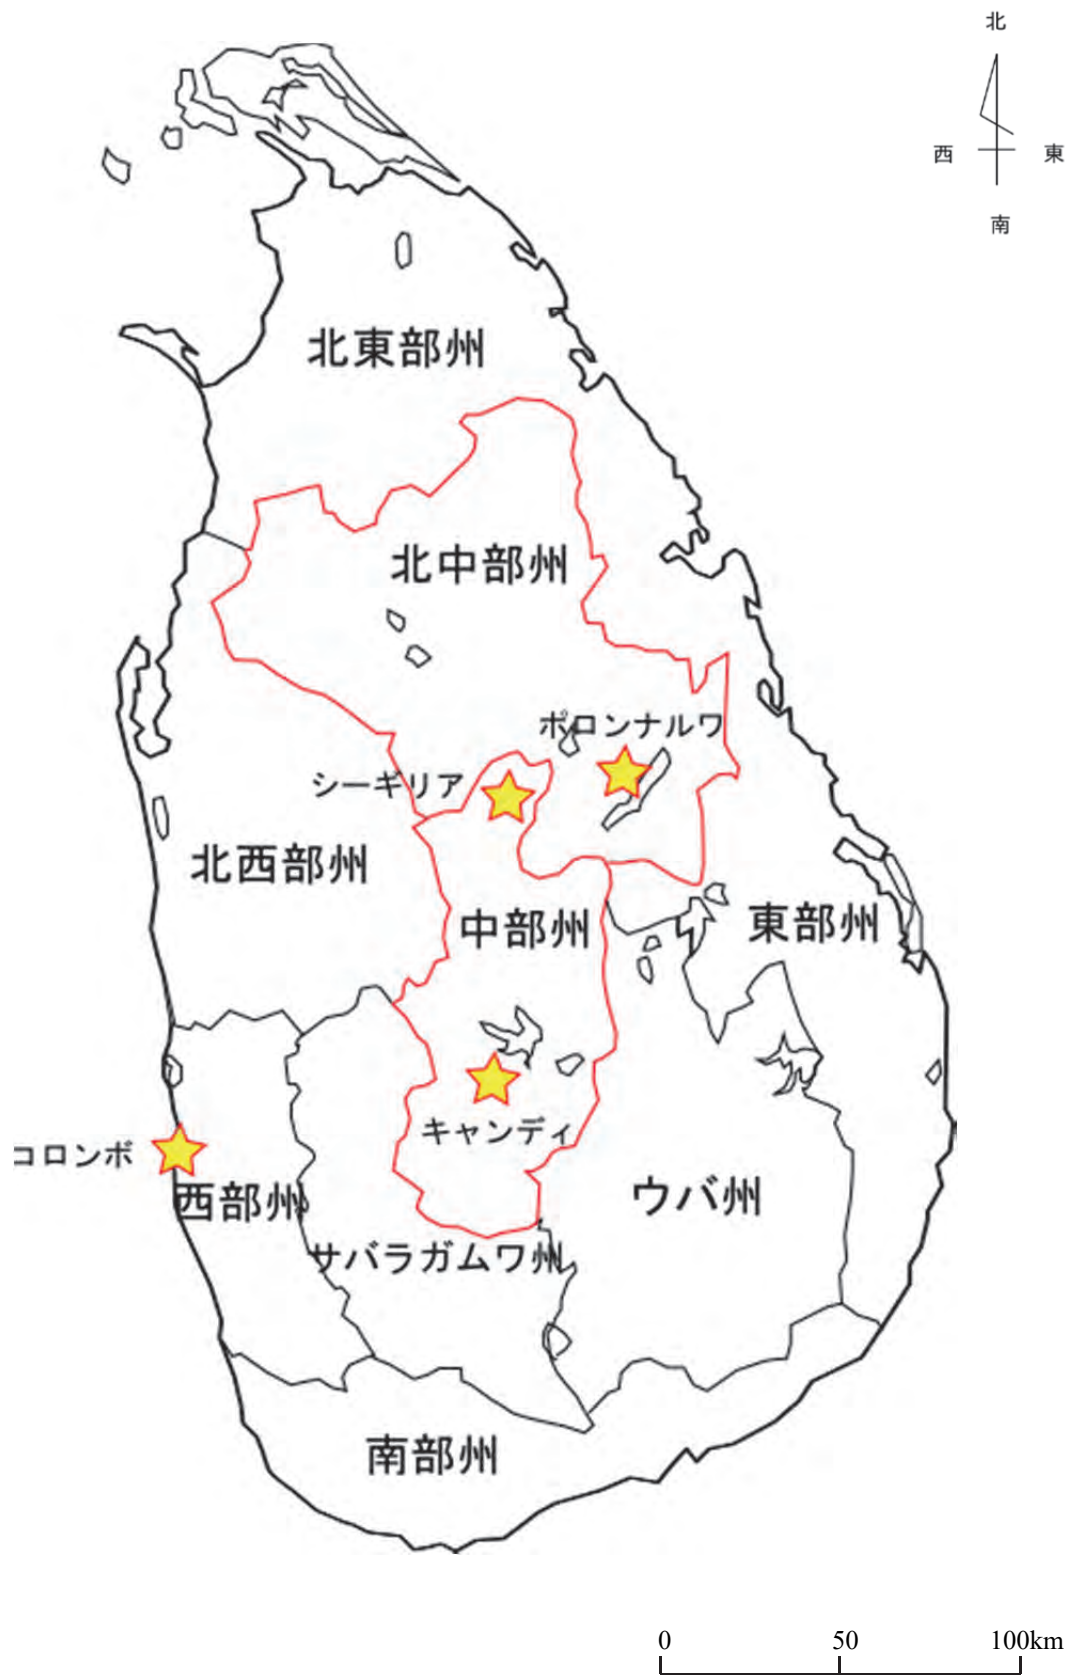 北
西
東
南
北東部州
北中部州
ポロンナルワ
シーギリア
北西部州
中部州
東部州
キャンディ
コロンボ
西部州
ウバ州
サバラガムワ州
南部州
0 50 100km